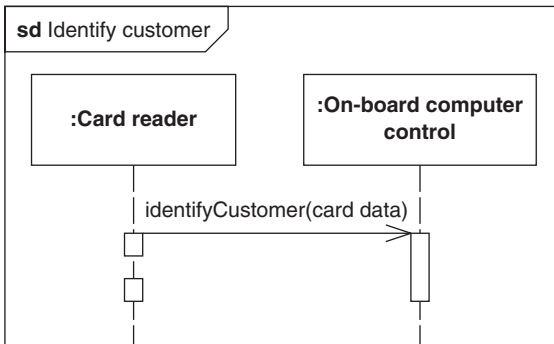 sd Identify customer
:Card reader
:On-board computer
control
identifyCustomer(card data)